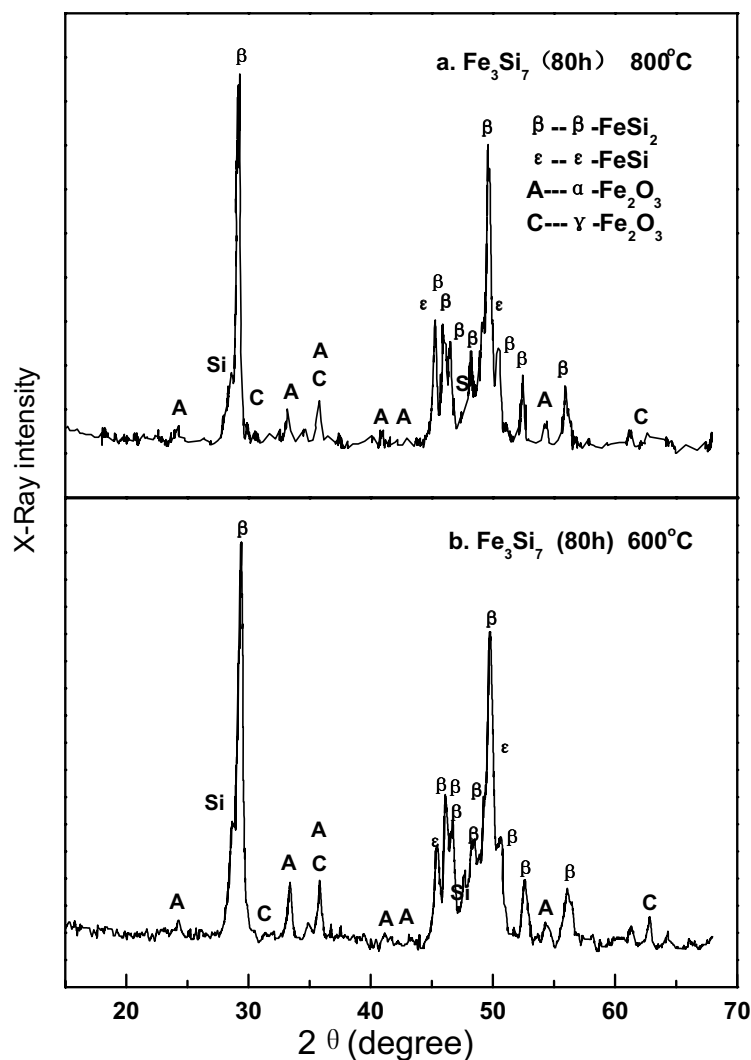 β
a. Fe₃Si₇ (80h) 800°C
β
β -- β -FeSi₂
ε -- ε -FeSi
A--- α -Fe₂O₃
C--- γ -Fe₂O₃
β
ε β ε
β β β
A Si
Si A C A β β A β C
C A A
S
X-Ray intensity
β
b. Fe₃Si₇ (80h) 600°C
β
ε
β β β
Si β
A ε β β
A C Si β β
A C A A A C
20 30 40 50 60 70
2 θ (degree)